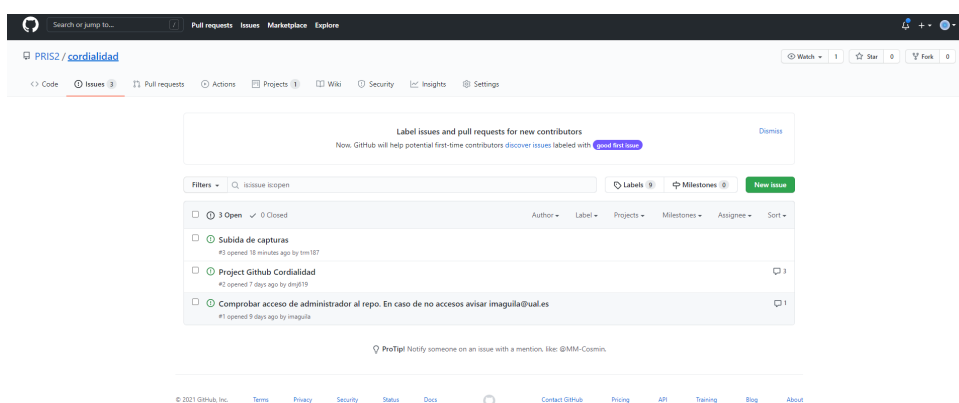 Search or jump to... / Pull requests Issues Marketplace Explore
PRIS2 / cordialidad
Watch 1 Star 0 Fork 0
<> Code Issues 3 Pull requests Actions Projects 1 Wiki Security Insights Settings
Label issues and pull requests for new contributors
Dismiss
Now, GitHub will help potential first-time contributors discover issues labeled with good first issue
Filters is:issue is:open Labels 9 Milestones 0 New issue
3 Open 0 Closed Author Label Projects Milestones Assignee Sort
Subida de capturas
#3 opened 18 minutes ago by trm187
Project Github Cordialidad 3
#2 opened 7 days ago by dmj619
Comprobar acceso de administrador al repo. En caso de no accesos avisar imaguila@ual.es 1
#1 opened 9 days ago by imaguila
ProTip! Notify someone on an issue with a mention, like: @MM-Cosmin.
© 2021 GitHub, Inc. Terms Privacy Security Status Docs Contact GitHub Pricing API Training Blog About